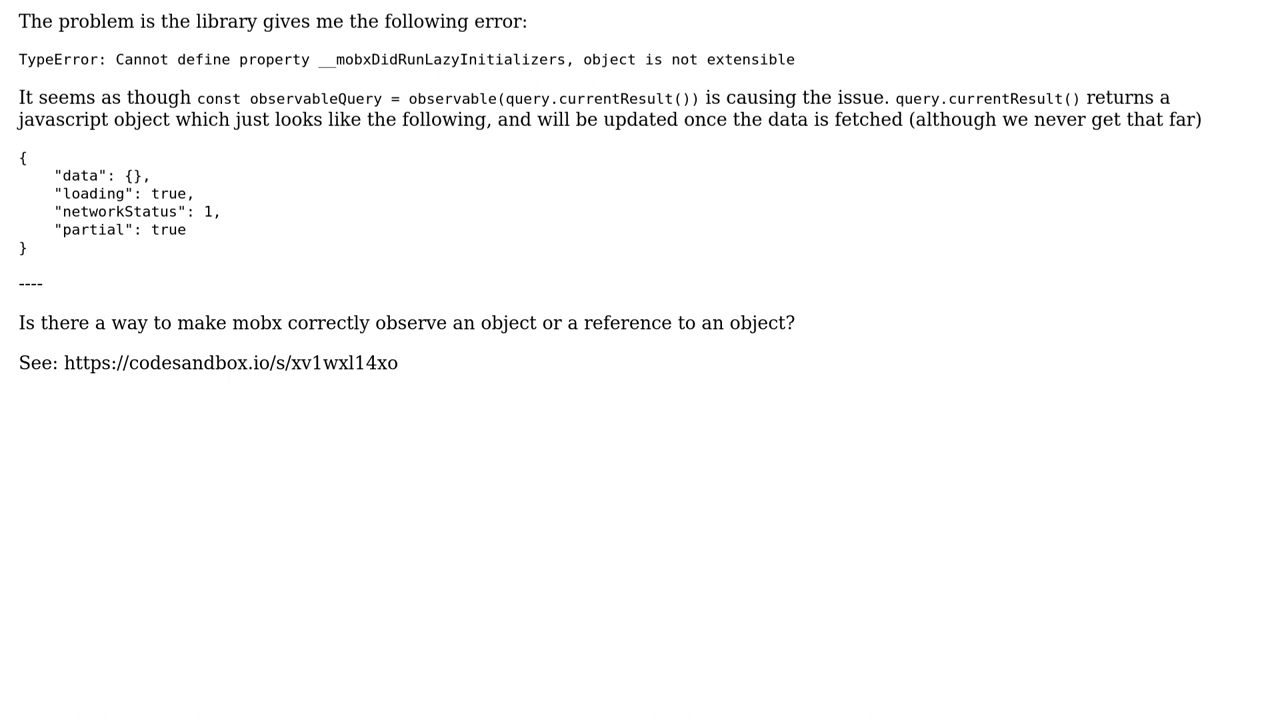 The problem is the library gives me the following error:
TypeError: Cannot define property __mobxDidRunLazyInitializers, object is not extensible
It seems as though const observableQuery = observable(query.currentResult()) is causing the issue. query.currentResult() returns a
javascript object which just looks like the following, and will be updated once the data is fetched (although we never get that far)
{
    "data": {},
    "loading": true,
    "networkStatus": 1,
    "partial": true
}
----
Is there a way to make mobx correctly observe an object or a reference to an object?
See: https://codesandbox.io/s/xv1wxl14xo